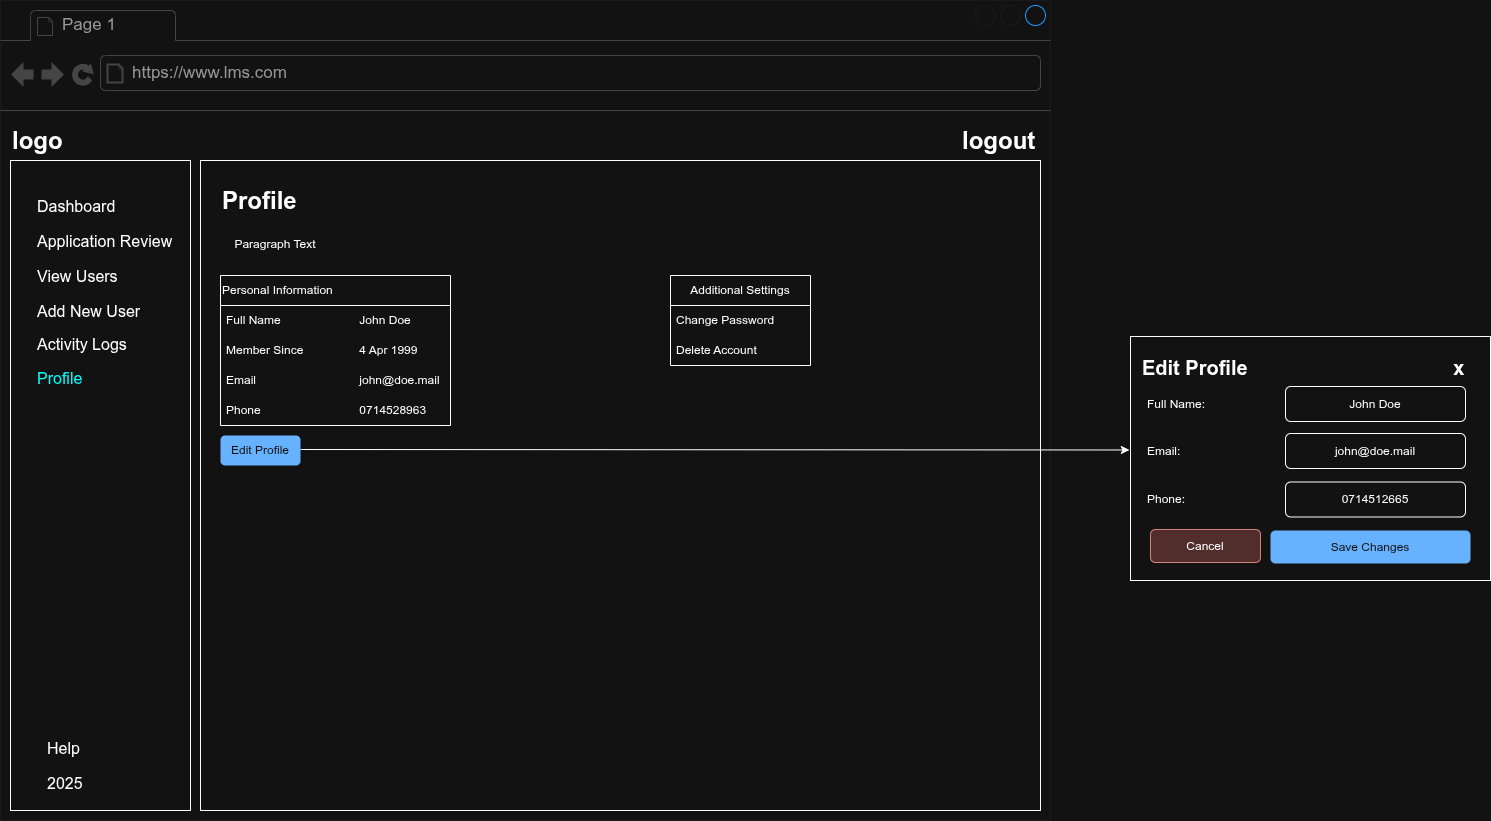 Page 1
https://www.lms.com
logo
logout
Dashboard
Application Review
View Users
Add New User
Activity Logs
Profile
Help
2025
Profile
Paragraph Text
Personal Information
Full Name John Doe
Member Since 4 Apr 1999
Email john@doe.mail
Phone 0714528963
Edit Profile
Additional Settings
Change Password
Delete Account
Edit Profile x
Full Name: John Doe
Email: john@doe.mail
Phone: 0714512665
Cancel Save Changes